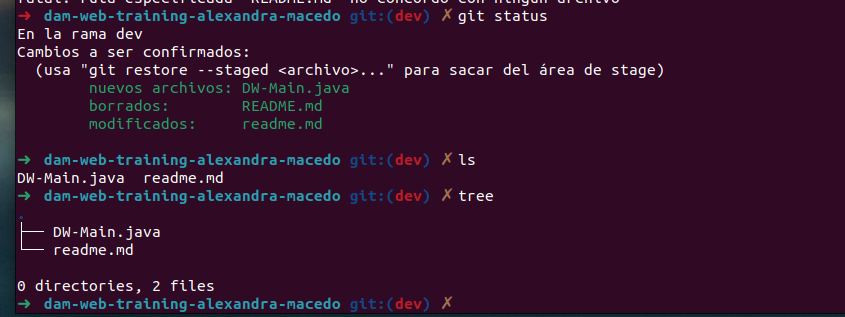 fatal: ruta especificada 'README.md' no concordó con ningún archivo
➜ dam-web-training-alexandra-macedo git:(dev) ✗ git status
En la rama dev
Cambios a ser confirmados:
  (usa "git restore --staged <archivo>..." para sacar del área de stage)
        nuevos archivos: DW-Main.java
        borrados:        README.md
        modificados:     readme.md
➜ dam-web-training-alexandra-macedo git:(dev) ✗ ls
DW-Main.java  readme.md
➜ dam-web-training-alexandra-macedo git:(dev) ✗ tree
.
├── DW-Main.java
└── readme.md
0 directories, 2 files
➜ dam-web-training-alexandra-macedo git:(dev) ✗